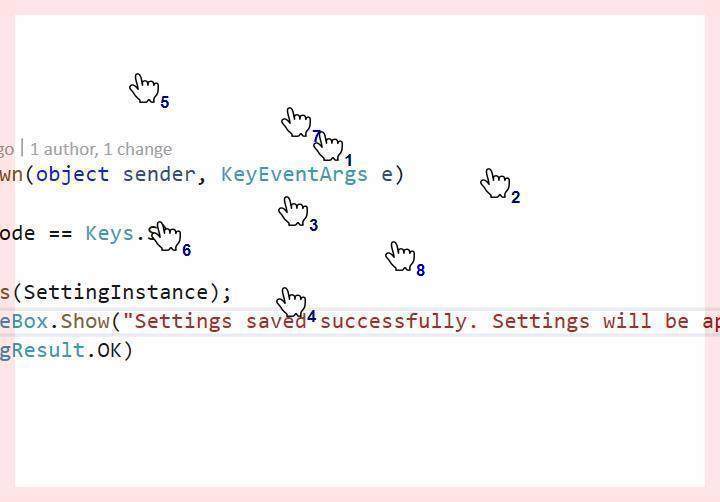 5
7
go | 1 author, 1 change
1
wn(object sender, KeyEventArgs e)
2
3
ode == Keys.S
6
8
s(SettingInstance);
4
eBox.Show("Settings saved successfully. Settings will be ap
gResult.OK)